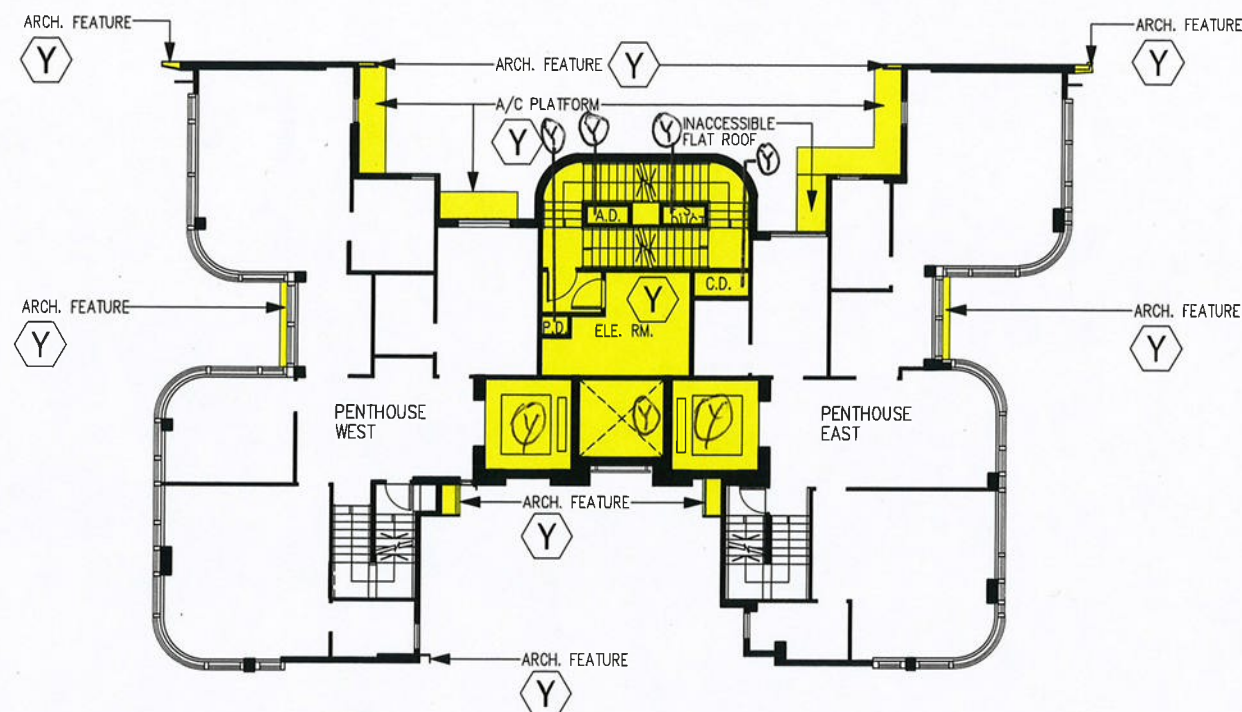 ARCH. FEATURE
Y
ARCH. FEATURE
Y
ARCH. FEATURE
Y
A/C PLATFORM
Y
Y
Y
Y
INACCESSIBLE
FLAT ROOF
Y
A.D.
DUCT
C.D.
Y
P.D.
ELE. RM.
ARCH. FEATURE
Y
ARCH. FEATURE
Y
PENTHOUSE
WEST
Y
Y
Y
PENTHOUSE
EAST
ARCH. FEATURE
Y
ARCH. FEATURE
Y